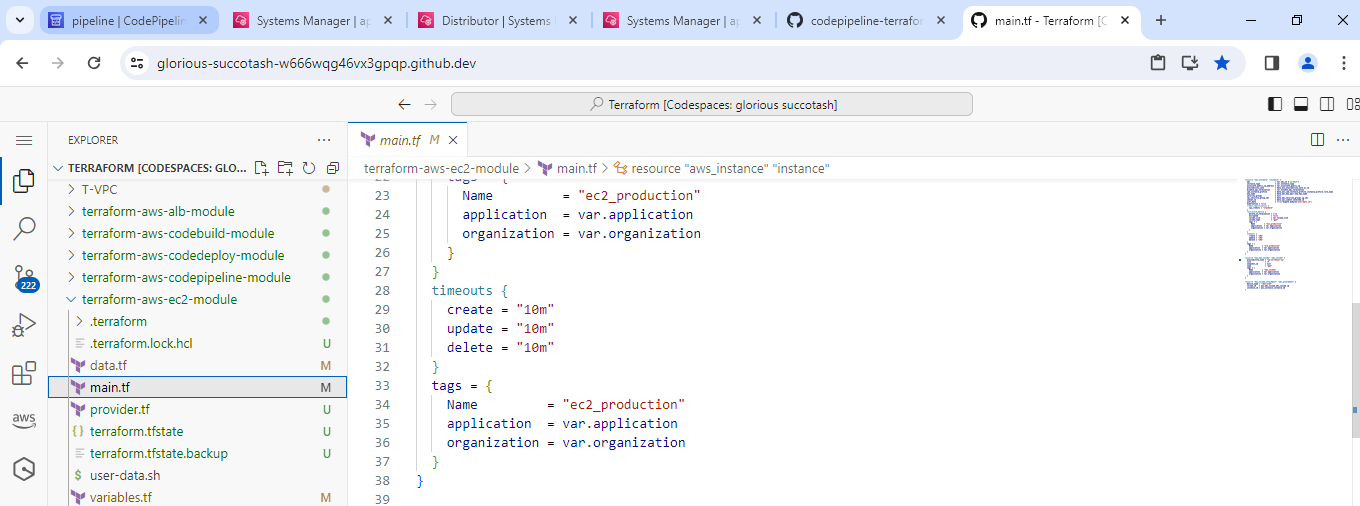 pipeline | CodePipelin
Systems Manager | ap
Distributor | Systems
Systems Manager | ap
codepipeline-terrafor
main.tf - Terraform [C
glorious-succotash-w666wqg46vx3gpqp.github.dev
Terraform [Codespaces: glorious succotash]
EXPLORER
TERRAFORM [CODESPACES: GLO...
T-VPC
terraform-aws-alb-module
terraform-aws-codebuild-module
terraform-aws-codedeploy-module
terraform-aws-codepipeline-module
terraform-aws-ec2-module
.terraform
.terraform.lock.hcl U
data.tf M
main.tf M
provider.tf U
{} terraform.tfstate U
terraform.tfstate.backup U
$ user-data.sh
variables.tf M
222
aws
main.tf M
terraform-aws-ec2-module > main.tf > resource "aws_instance" "instance"
22 tags = {
23 Name = "ec2_production"
24 application = var.application
25 organization = var.organization
26 }
27 }
28 timeouts {
29 create = "10m"
30 update = "10m"
31 delete = "10m"
32 }
33 tags = {
34 Name = "ec2_production"
35 application = var.application
36 organization = var.organization
37 }
38 }
39